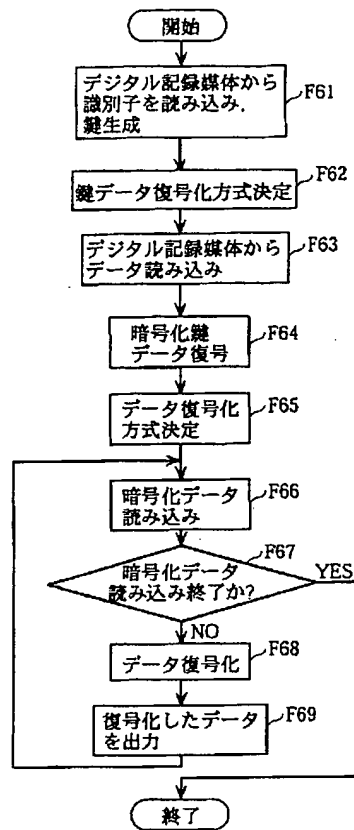 開始
デジタル記録媒体から
識別子を読み込み,
鍵生成
F61
鍵データ復号化方式決定
F62
デジタル記録媒体から
データ読み込み
F63
暗号化鍵
データ復号
F64
データ復号化
方式決定
F65
暗号化データ
読み込み
F66
暗号化データ
読み込み終了か?
F67
YES
NO
データ復号化
F68
復号化したデータ
を出力
F69
終了